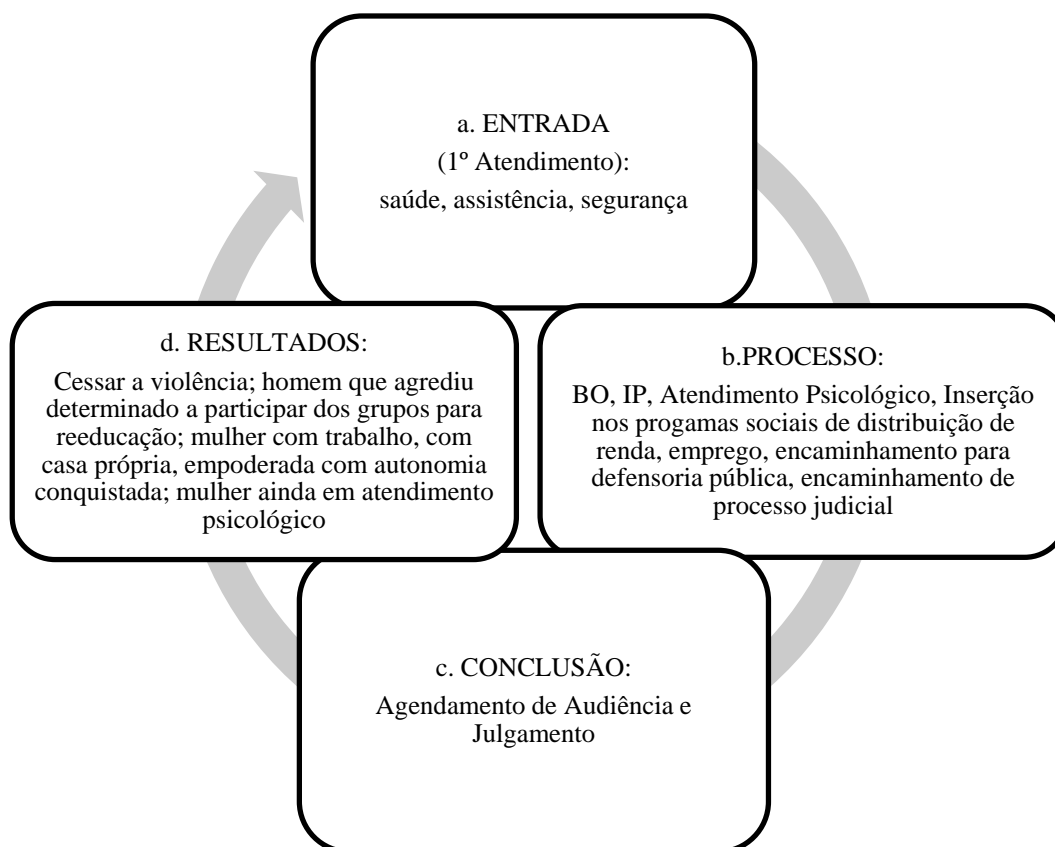 a. ENTRADA
(1º Atendimento):
saúde, assistência, segurança
b.PROCESSO:
BO, IP, Atendimento Psicológico, Inserção
nos progamas sociais de distribuição de
renda, emprego, encaminhamento para
defensoria pública, encaminhamento de
processo judicial
c. CONCLUSÃO:
Agendamento de Audiência e
Julgamento
d. RESULTADOS:
Cessar a violência; homem que agrediu
determinado a participar dos grupos para
reeducação; mulher com trabalho, com
casa própria, empoderada com autonomia
conquistada; mulher ainda em atendimento
psicológico